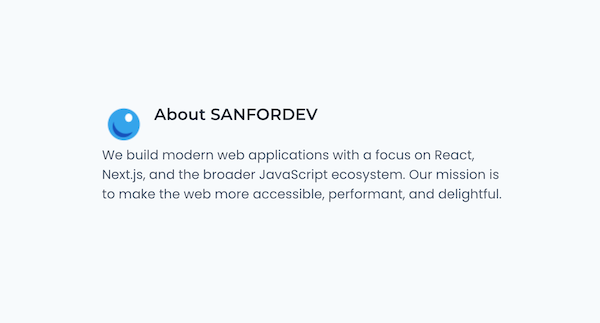 About SANFORDEV
We build modern web applications with a focus on React,
Next.js, and the broader JavaScript ecosystem. Our mission is
to make the web more accessible, performant, and delightful.